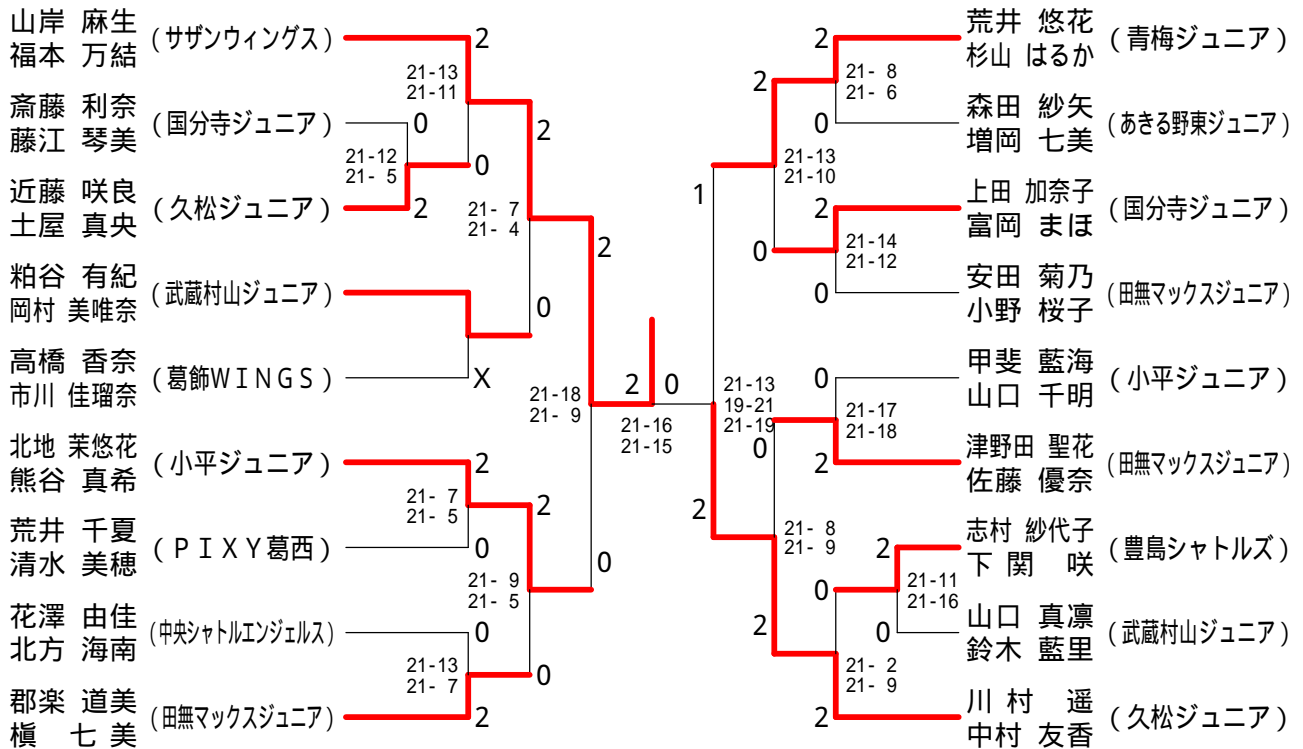 山岸 麻生
福本 万結
(サザンウィングス)
2
21-13
21-11
斎藤 利奈
藤江 琴美
(国分寺ジュニア)
0
2
21-12
21- 5
0
近藤 咲良
土屋 真央
(久松ジュニア)
2
21- 7
21- 4
2
粕谷 有紀
岡村 美唯奈
(武蔵村山ジュニア)
0
高橋 香奈
市川 佳瑠奈
(葛飾WINGS)
X
21-18
21- 9
2
0
21-16
21-15
北地 茉悠花
熊谷 真希
(小平ジュニア)
2
21- 7
21- 5
2
荒井 千夏
清水 美穂
(PIXY葛西)
0
0
21- 9
21- 5
花澤 由佳
北方 海南
(中央シャトルエンジェルス)
0
21-13
21- 7
0
郡楽 道美
槇 七美
(田無マックスジュニア)
2
2
荒井 悠花
杉山 はるか
(青梅ジュニア)
2
21- 8
21- 6
0
森田 紗矢
増岡 七美
(あきる野東ジュニア)
21-13
21-10
1
2
上田 加奈子
富岡 まほ
(国分寺ジュニア)
0
21-14
21-12
0
安田 菊乃
小野 桜子
(田無マックスジュニア)
0
甲斐 藍海
山口 千明
(小平ジュニア)
21-13
19-21
21-19
21-17
21-18
0
2
津野田 聖花
佐藤 優奈
(田無マックスジュニア)
2
21- 8
21- 9
2
志村 紗代子
下関 咲
(豊島シャトルズ)
0
21-11
21-16
2
0
山口 真凛
鈴木 藍里
(武蔵村山ジュニア)
21- 2
21- 9
2
川村 遥
中村 友香
(久松ジュニア)